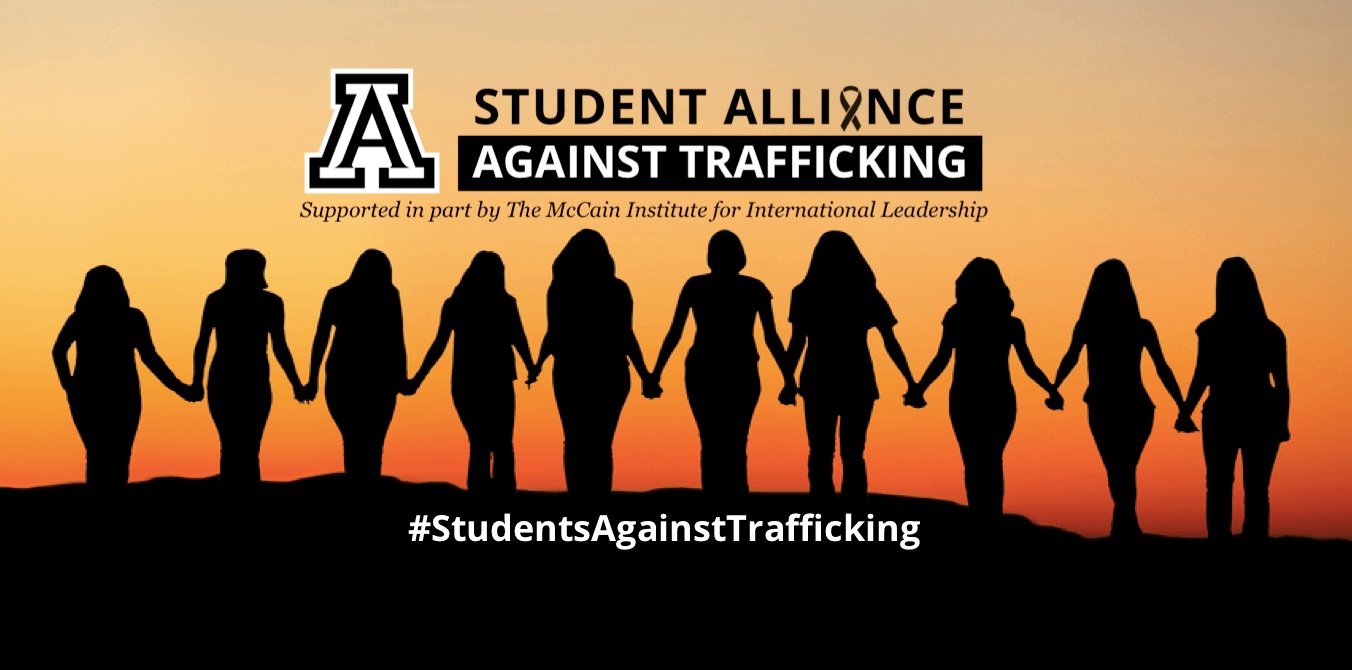 A
STUDENT ALLIANCE
AGAINST TRAFFICKING
Supported in part by The McCain Institute for International Leadership
#StudentsAgainstTrafficking